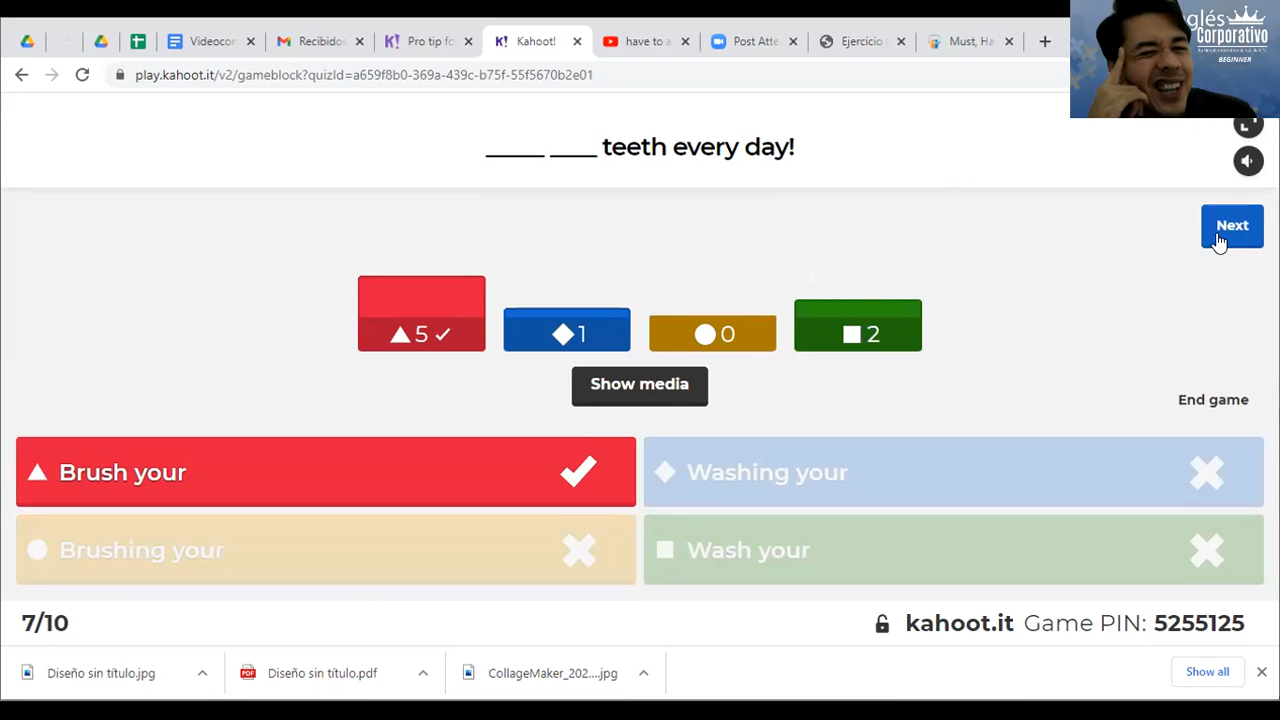 Videocor
Recibidos
Pro tip fo
Kahoot!
have to a
Post Atte
Ejercicio
Must, Ha
glés
Corporativo
BEGINNER
play.kahoot.it/v2/gameblock?quizId=a659f8b0-369a-439c-b75f-55f5670b2e01
_____ ____ teeth every day!
Next
5 1 0 2
Show media
End game
Brush your
Washing your
Brushing your
Wash your
7/10
kahoot.it Game PIN: 5255125
Diseño sin título.jpg
PDF Diseño sin título.pdf
CollageMaker_202....jpg
Show all